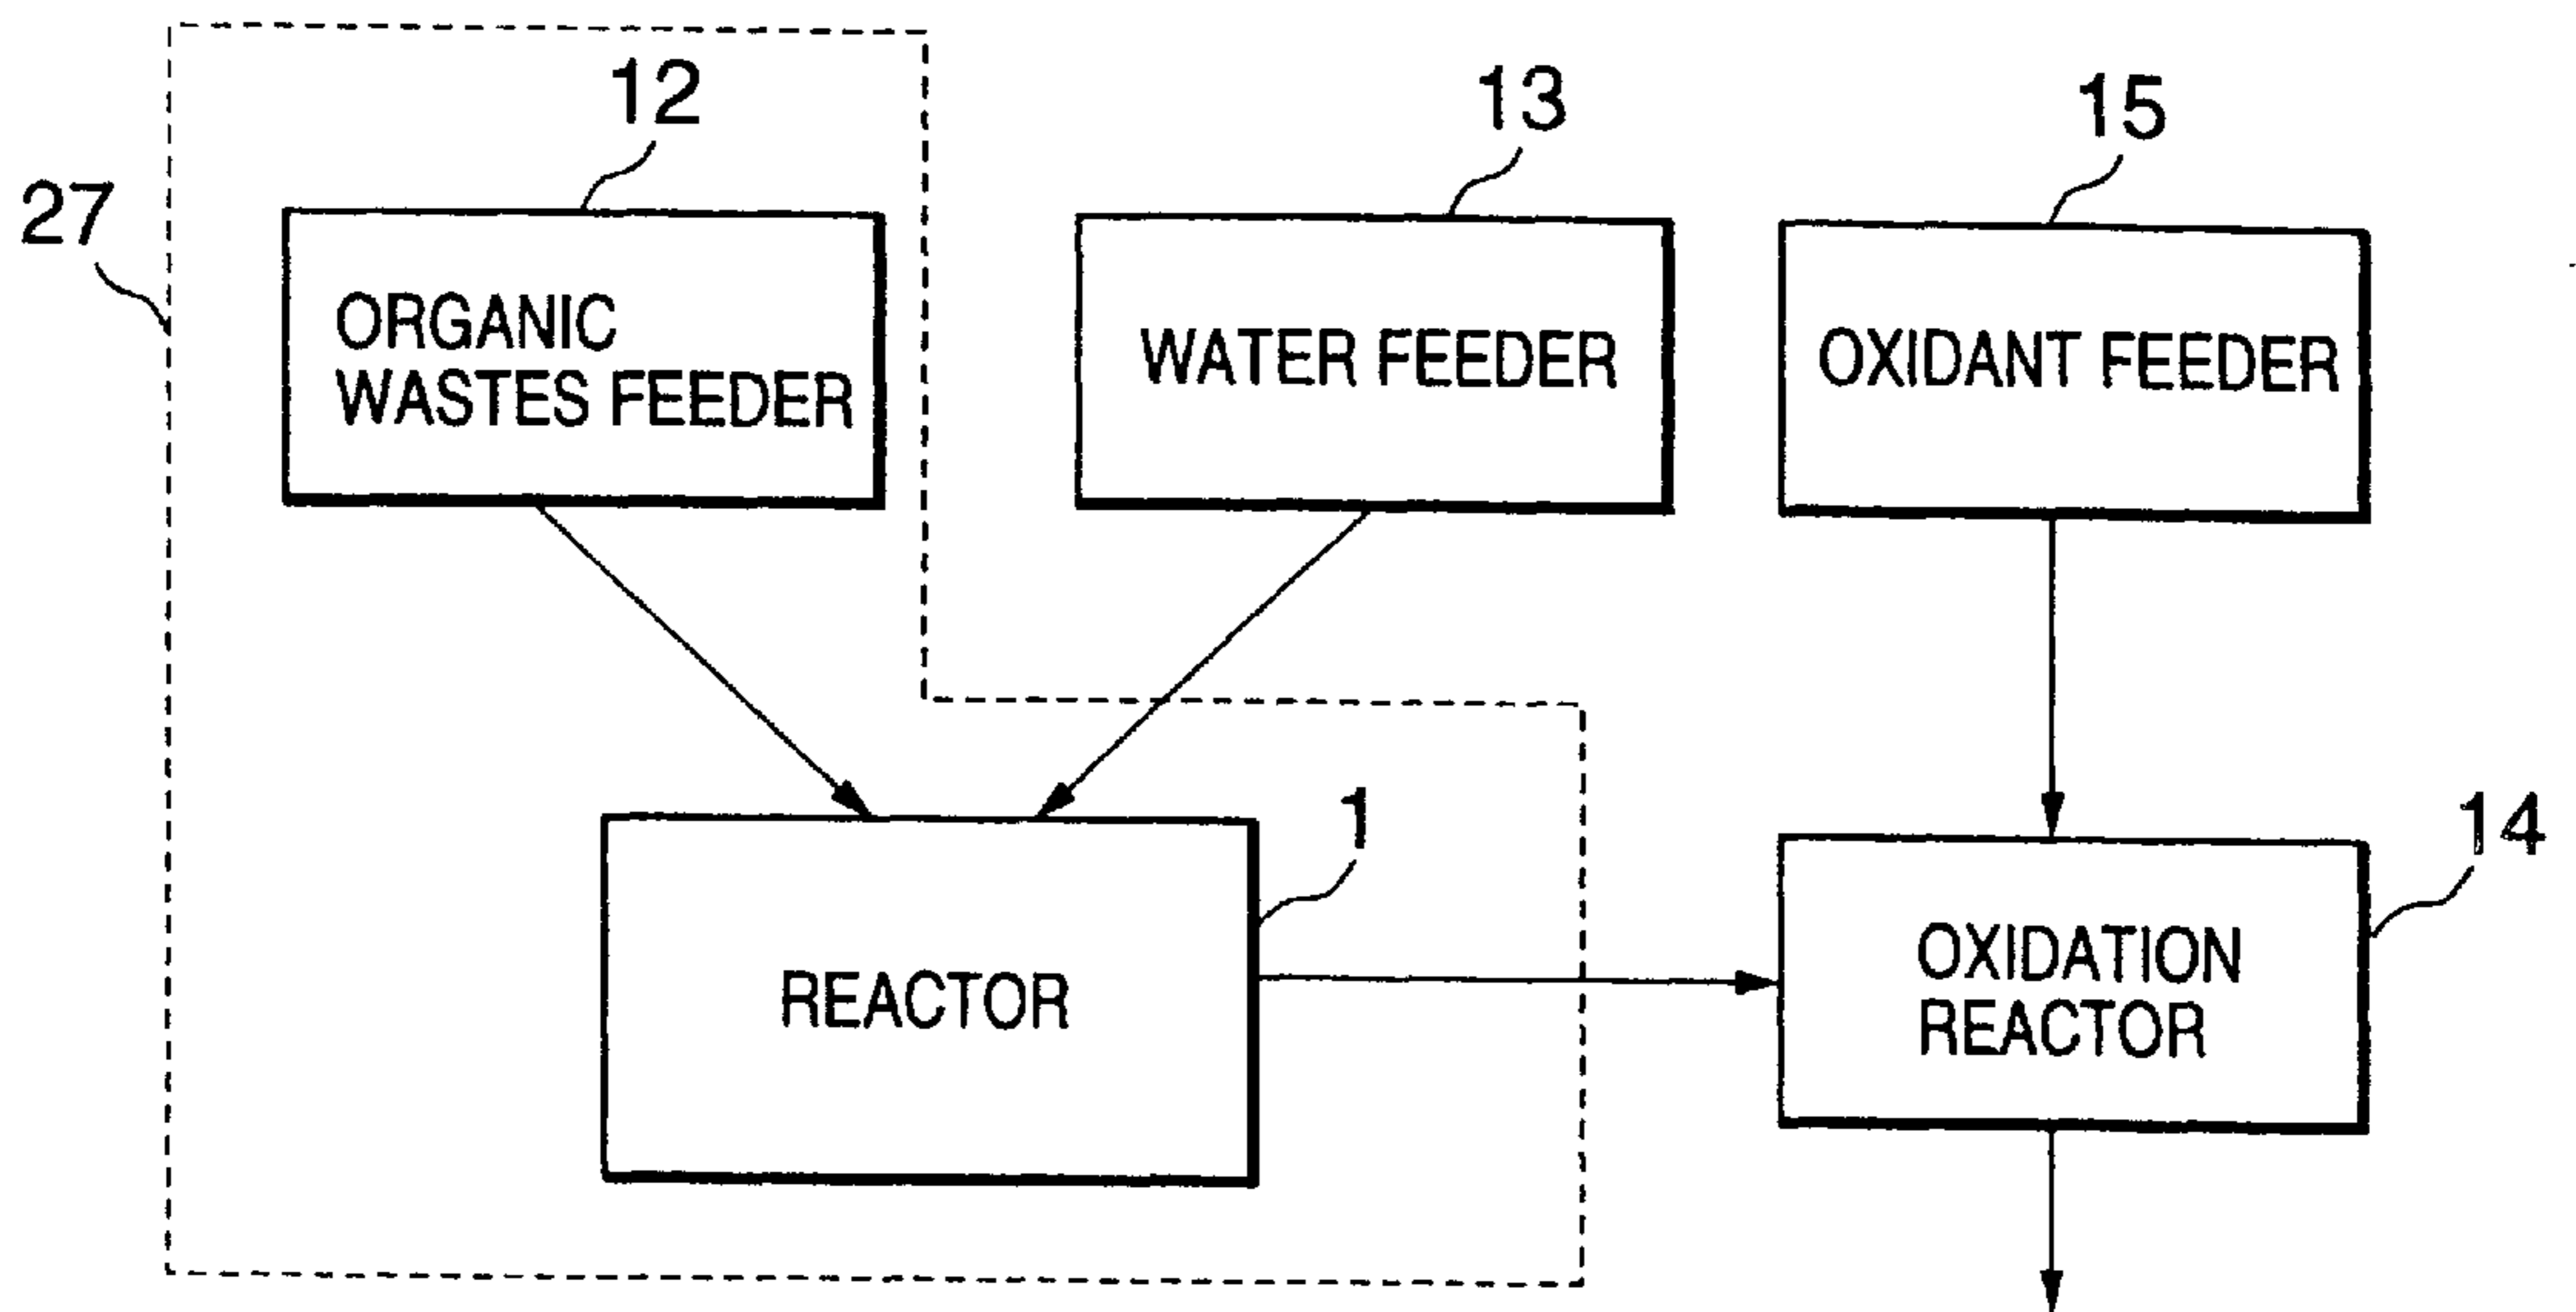 12
13
15
27
ORGANIC
WASTES FEEDER
WATER FEEDER
OXIDANT FEEDER
1
14
REACTOR
OXIDATION
REACTOR